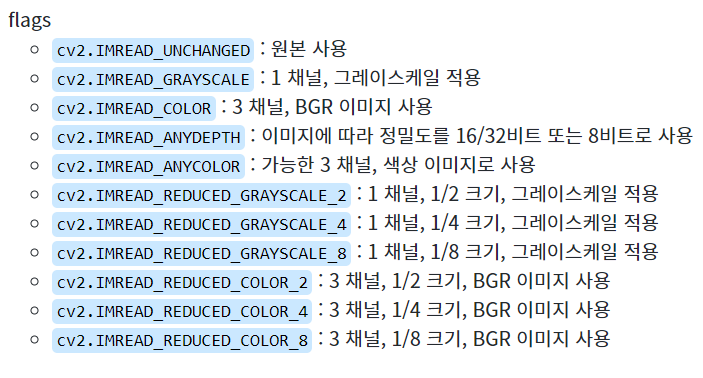 flags
cv2.IMREAD_UNCHANGED : 원본 사용
cv2.IMREAD_GRAYSCALE : 1 채널, 그레이스케일 적용
cv2.IMREAD_COLOR : 3 채널, BGR 이미지 사용
cv2.IMREAD_ANYDEPTH : 이미지에 따라 정밀도를 16/32비트 또는 8비트로 사용
cv2.IMREAD_ANYCOLOR : 가능한 3 채널, 색상 이미지로 사용
cv2.IMREAD_REDUCED_GRAYSCALE_2 : 1 채널, 1/2 크기, 그레이스케일 적용
cv2.IMREAD_REDUCED_GRAYSCALE_4 : 1 채널, 1/4 크기, 그레이스케일 적용
cv2.IMREAD_REDUCED_GRAYSCALE_8 : 1 채널, 1/8 크기, 그레이스케일 적용
cv2.IMREAD_REDUCED_COLOR_2 : 3 채널, 1/2 크기, BGR 이미지 사용
cv2.IMREAD_REDUCED_COLOR_4 : 3 채널, 1/4 크기, BGR 이미지 사용
cv2.IMREAD_REDUCED_COLOR_8 : 3 채널, 1/8 크기, BGR 이미지 사용